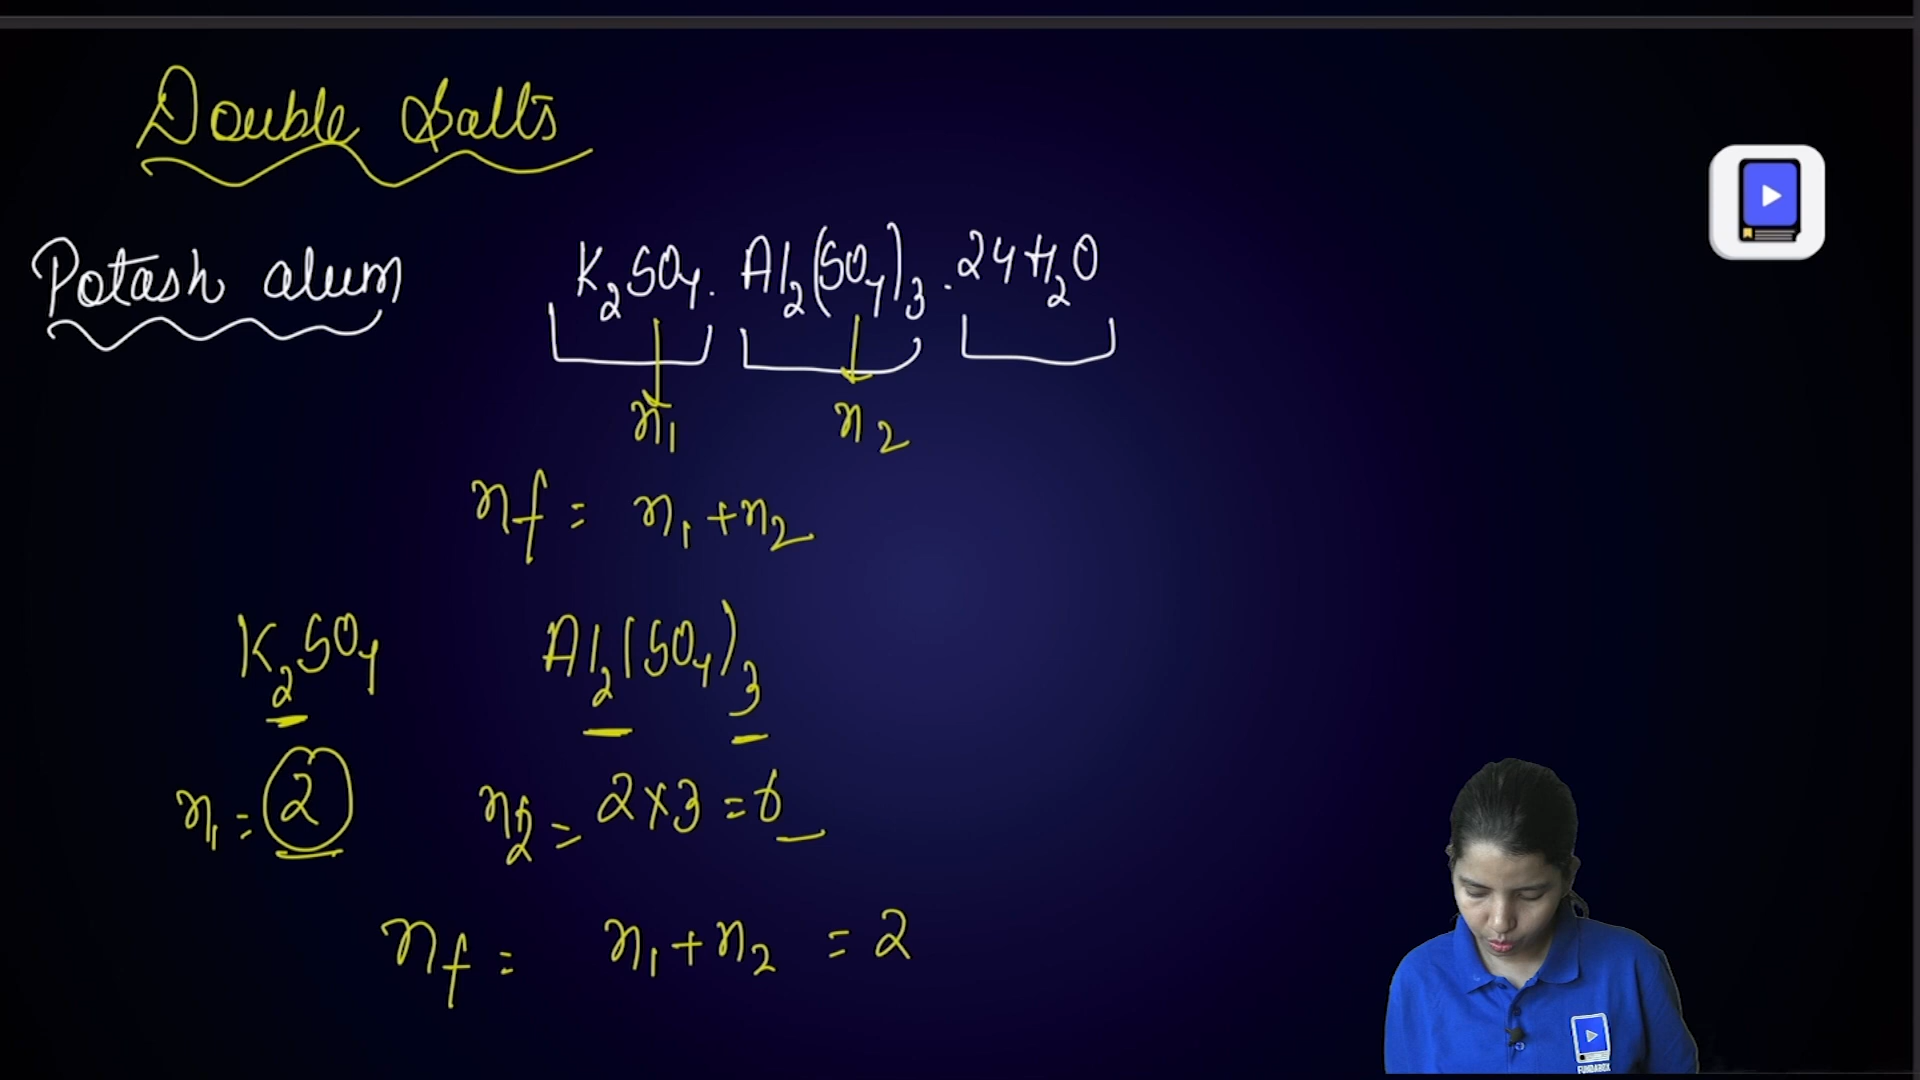 Double Salts
Potash alum K₂SO₄. Al₂(SO₄)₃ .24H₂O
n₁ n₂
nf = n₁ + n₂
K₂SO₄ Al₂(SO₄)₃
n₁ = 2 n₂ = 2×3 = 6
nf = n₁ + n₂ = 2
FUNDABOX